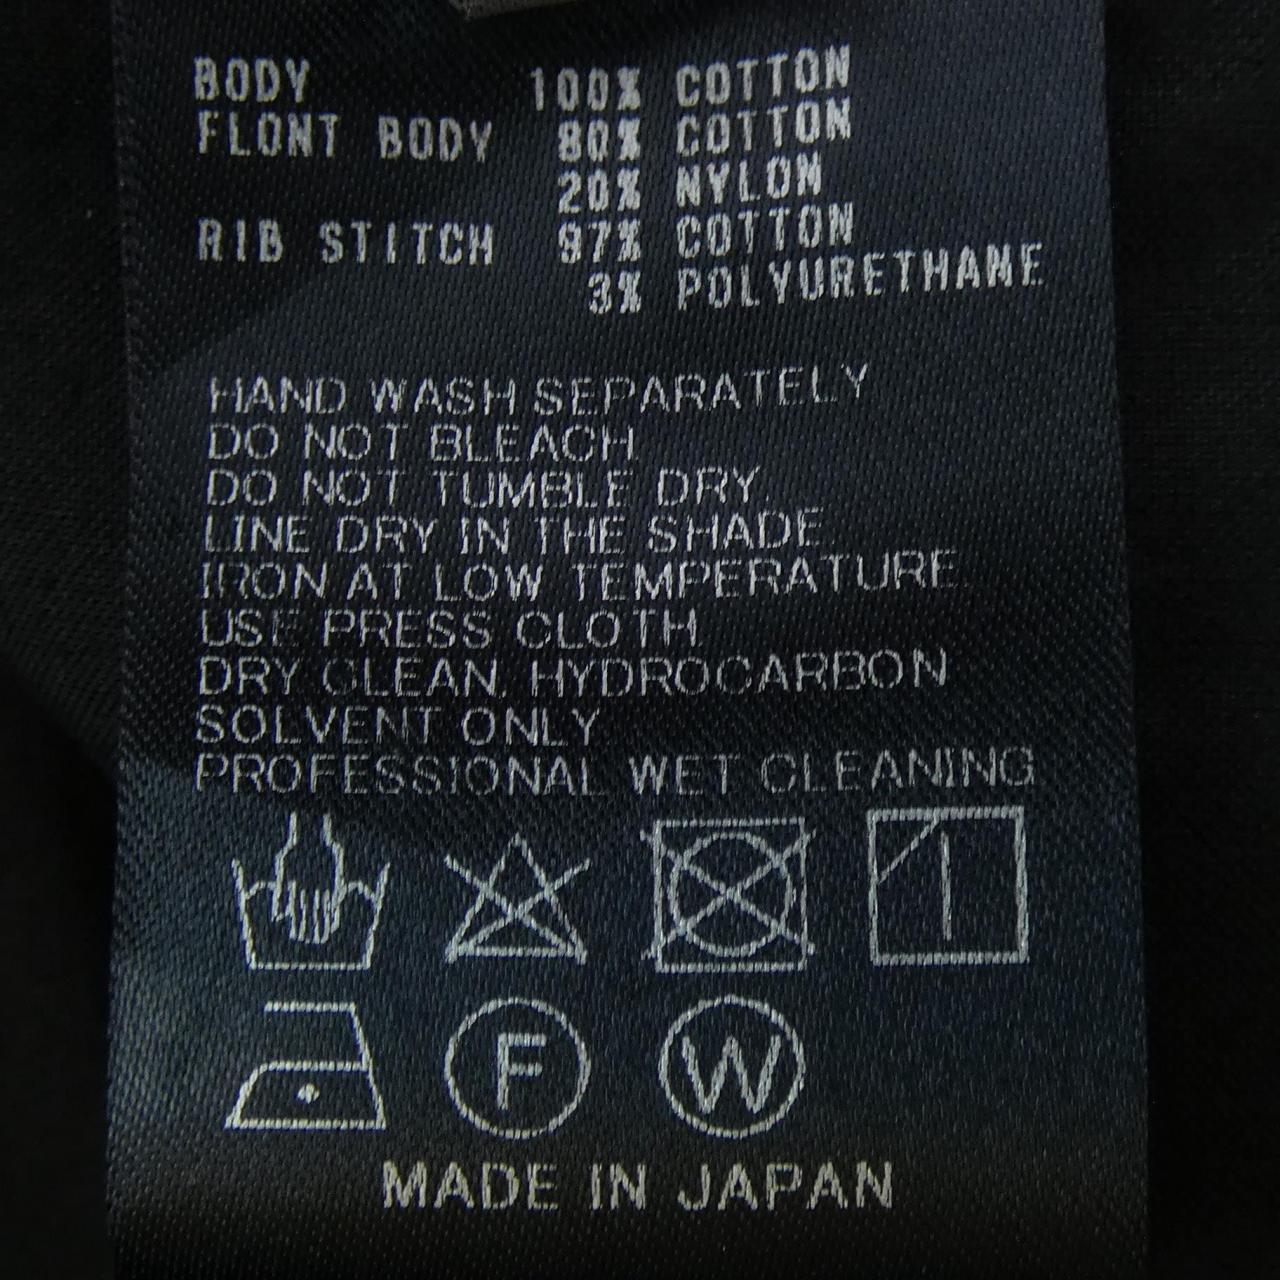 BODY 100% COTTON
FLONT BODY 80% COTTON
20% NYLON
RIB STITCH 97% COTTON
3% POLYURETHANE
HAND WASH SEPARATELY
DO NOT BLEACH
DO NOT TUMBLE DRY.
LINE DRY IN THE SHADE
IRON AT LOW TEMPERATURE.
USE PRESS CLOTH
DRY CLEAN, HYDROCARBON
SOLVENT ONLY.
PROFESSIONAL WET CLEANING
F W
MADE IN JAPAN